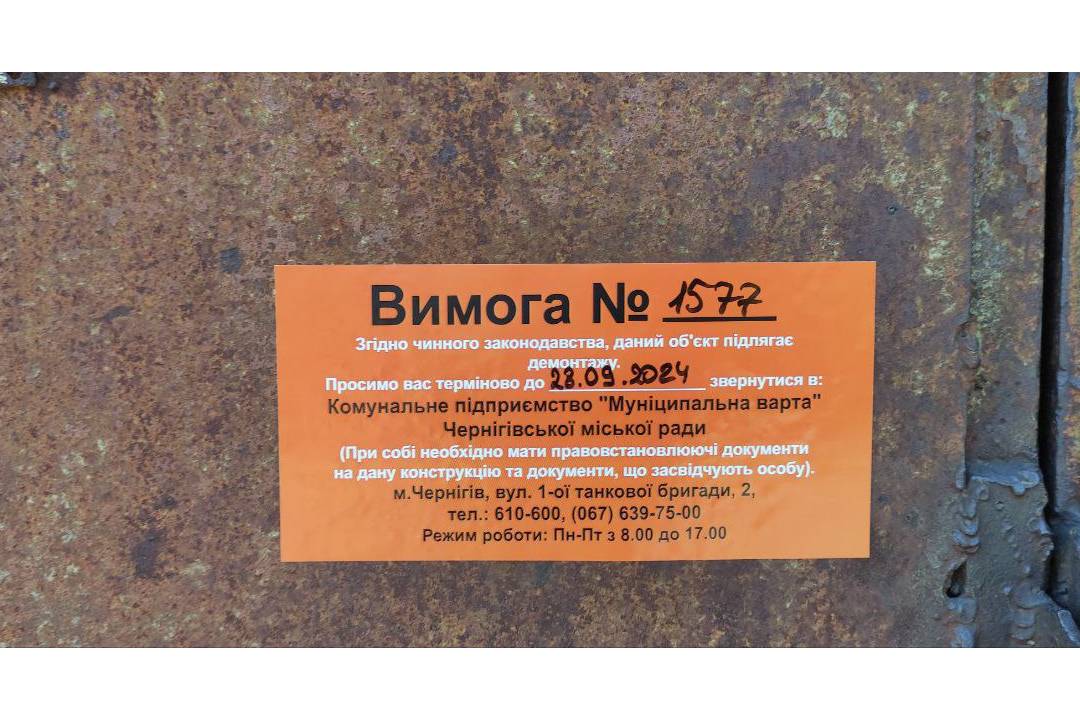 Вимога № 1577
Згідно чинного законодавства, даний об'єкт підлягає
демонтажу.
Просимо вас терміново до 23.09.2024 звернутися в:
Комунальне підприємство "Муніципальна варта"
Чернігівської міської ради
(При собі необхідно мати правовстановлюючі документи
на дану конструкцію та документи, що засвідчують особу).
м.Чернігів, вул. 1-ої танкової бригади, 2,
тел.: 610-600, (067) 639-75-00
Режим роботи: Пн-Пт з 8.00 до 17.00